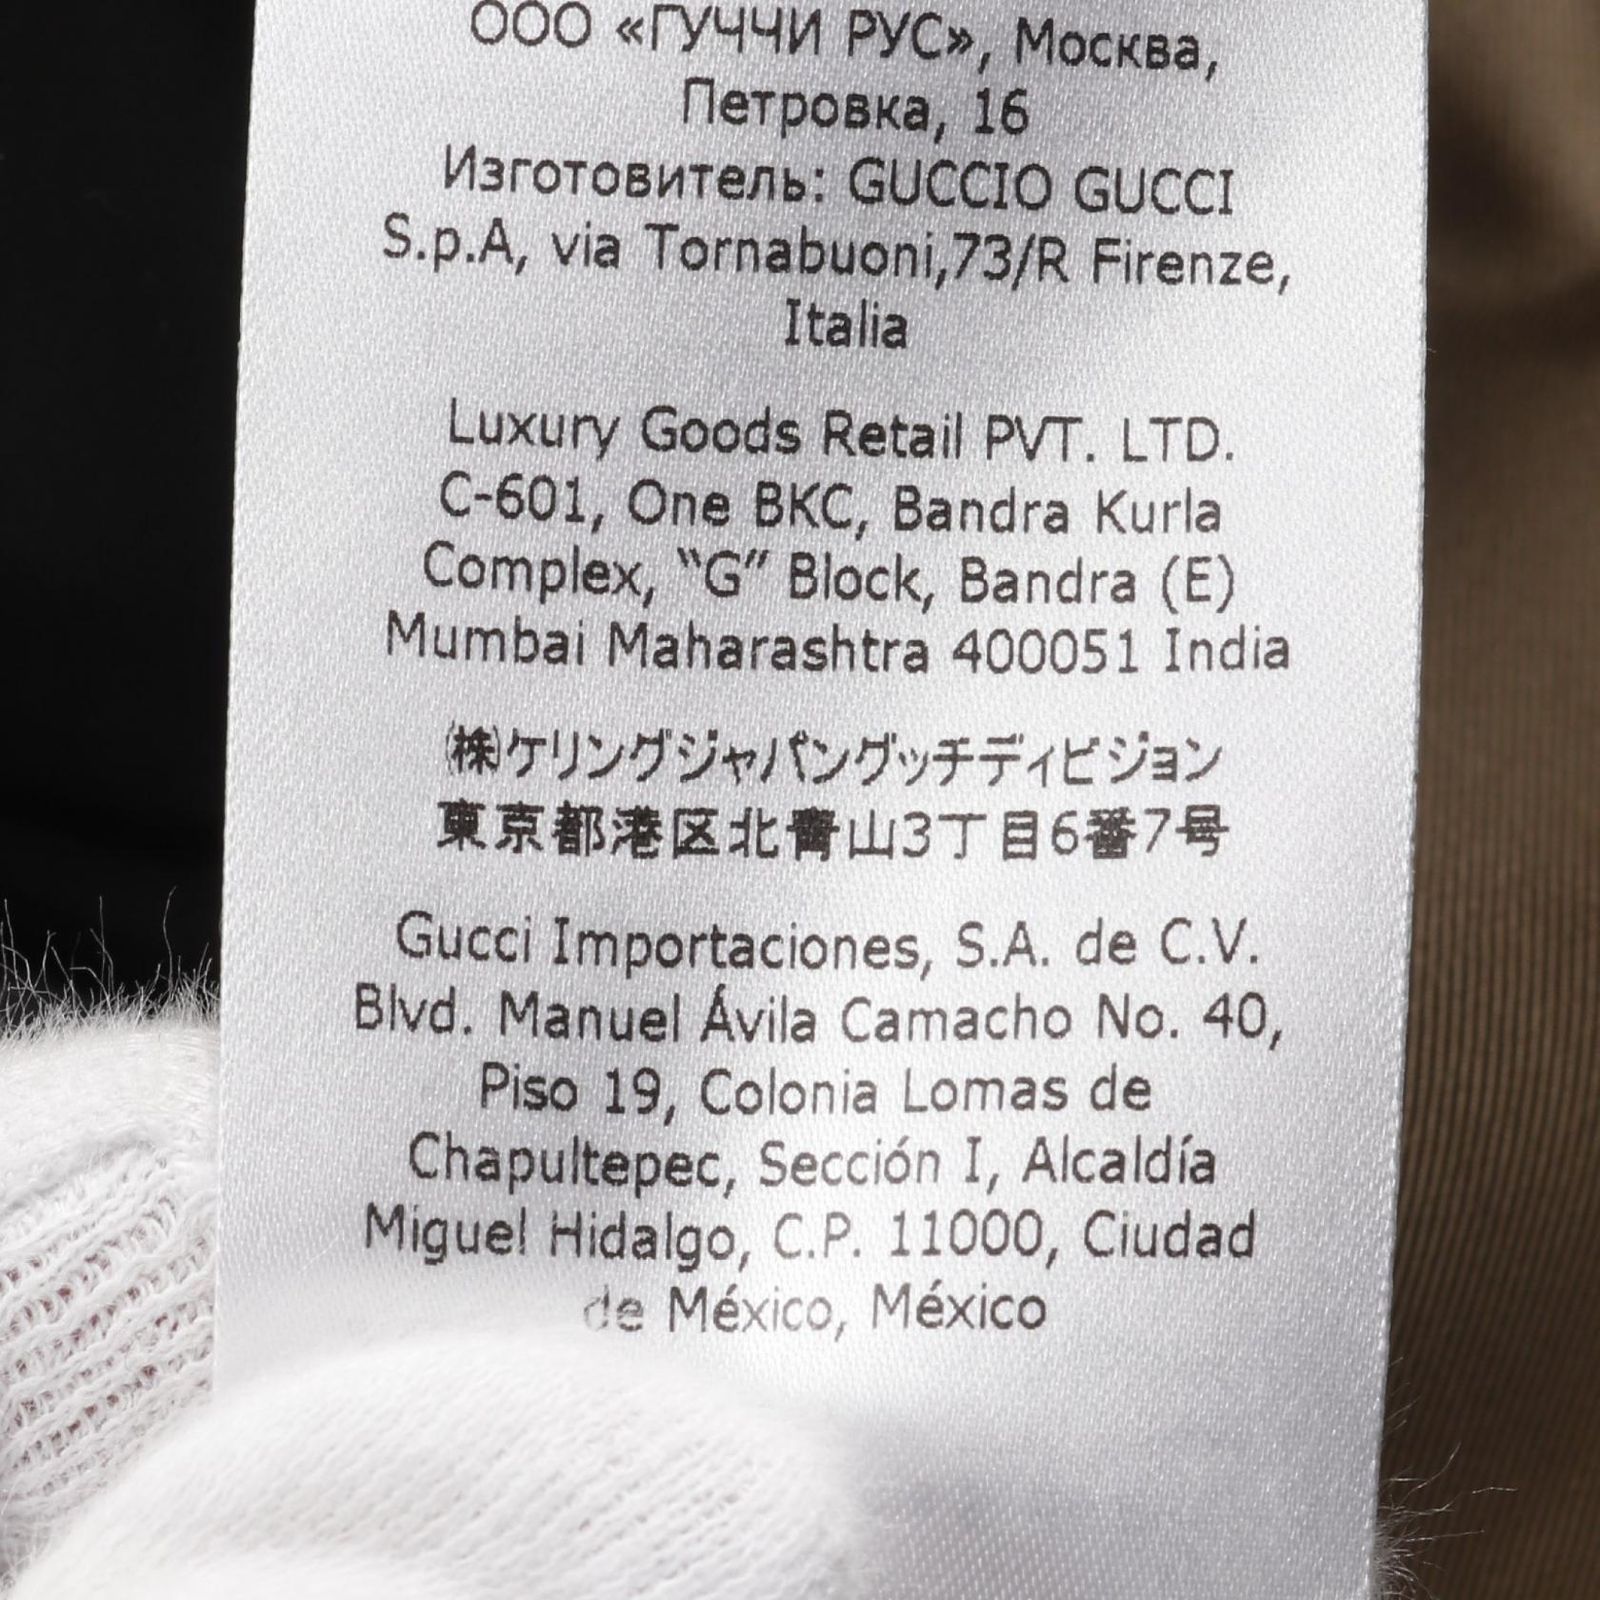 ООО «ГУЧЧИ РУС», Москва,
Петровка, 16
Изготовитель: GUCCIO GUCCI
S.p.A, via Tornabuoni,73/R Firenze,
Italia
Luxury Goods Retail PVT. LTD.
C-601, One BKC, Bandra Kurla
Complex, “G” Block, Bandra (E)
Mumbai Maharashtra 400051 India
㈱ケリングジャパングッチディビジョン
東京都港区北青山3丁目6番7号
Gucci Importaciones, S.A. de C.V.
Blvd. Manuel Ávila Camacho No. 40,
Piso 19, Colonia Lomas de
Chapultepec, Sección I, Alcaldía
Miguel Hidalgo, C.P. 11000, Ciudad
de México, México